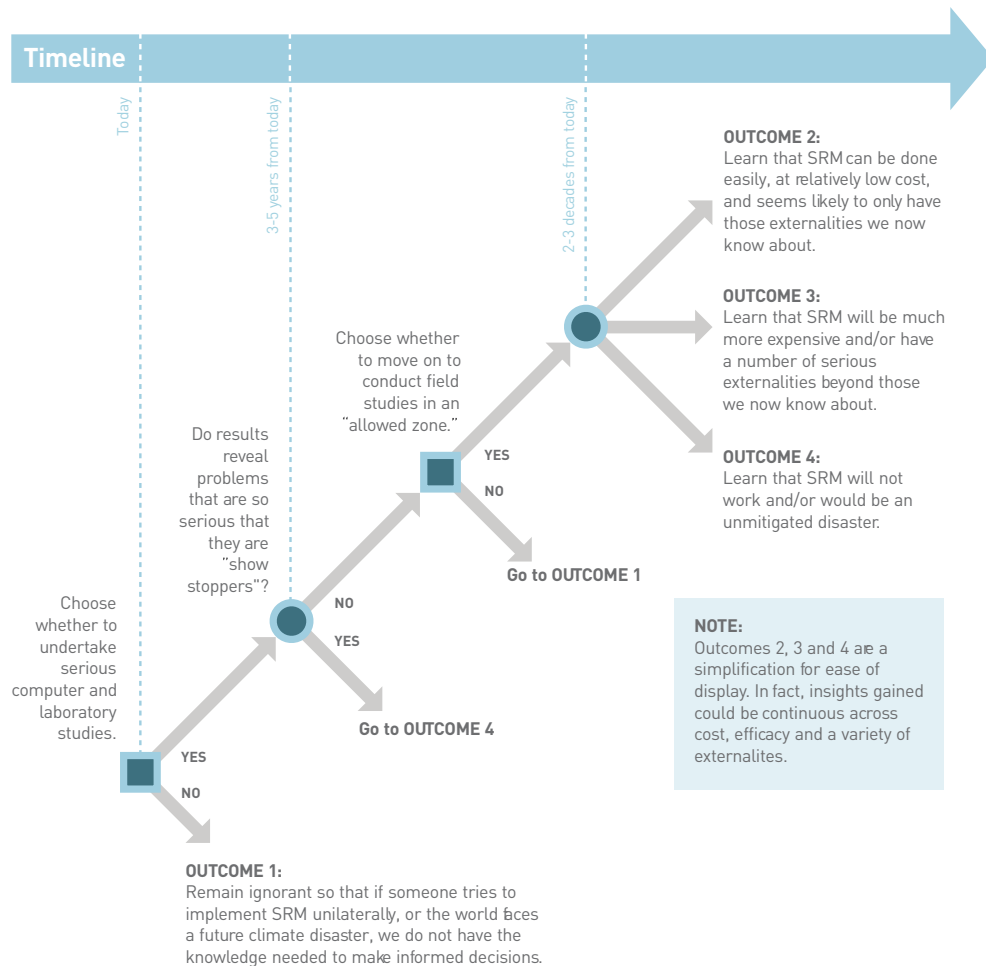 Timeline
Today
3-5 years from today
2-3 decades from today
OUTCOME 2:
Learn that SRM can be done
easily, at relatively low cost,
and seems likely to only have
those externalities we now
know about.
OUTCOME 3:
Learn that SRM will be much
more expensive and/or have
a number of serious
externalities beyond those
we now know about.
OUTCOME 4:
Learn that SRM will not
work and/or would be an
unmitigated disaster.
Choose whether
to move on to
conduct field
studies in an
"allowed zone."
YES
NO
Go to OUTCOME 1
Do results
reveal
problems
that are so
serious that
they are
"show
stoppers"?
NO
YES
Go to OUTCOME 4
Choose
whether to
undertake
serious
computer and
laboratory
studies.
YES
NO
OUTCOME 1:
Remain ignorant so that if someone tries to
implement SRM unilaterally, or the world faces
a future climate disaster, we do not have the
knowledge needed to make informed decisions.
NOTE:
Outcomes 2, 3 and 4 are a
simplification for ease of
display. In fact, insights gained
could be continuous across
cost, efficacy and a variety of
externalites.